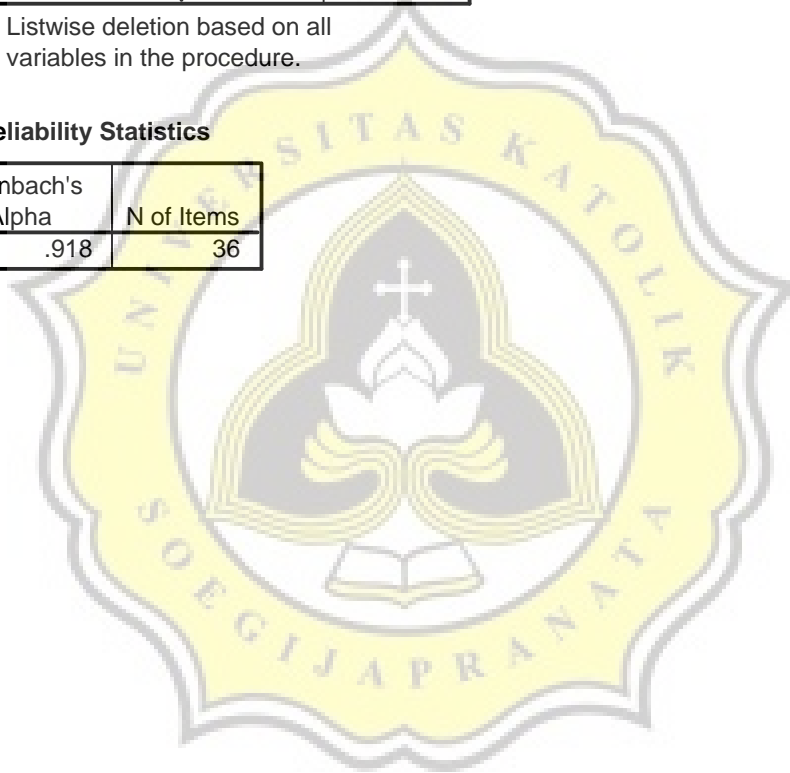 Listwise deletion based on all
variables in the procedure.
eliability Statistics
nbach's
Alpha N of Items
.918 36
UNIVERSITAS KATOLIK
SOEGIJAPRANATA